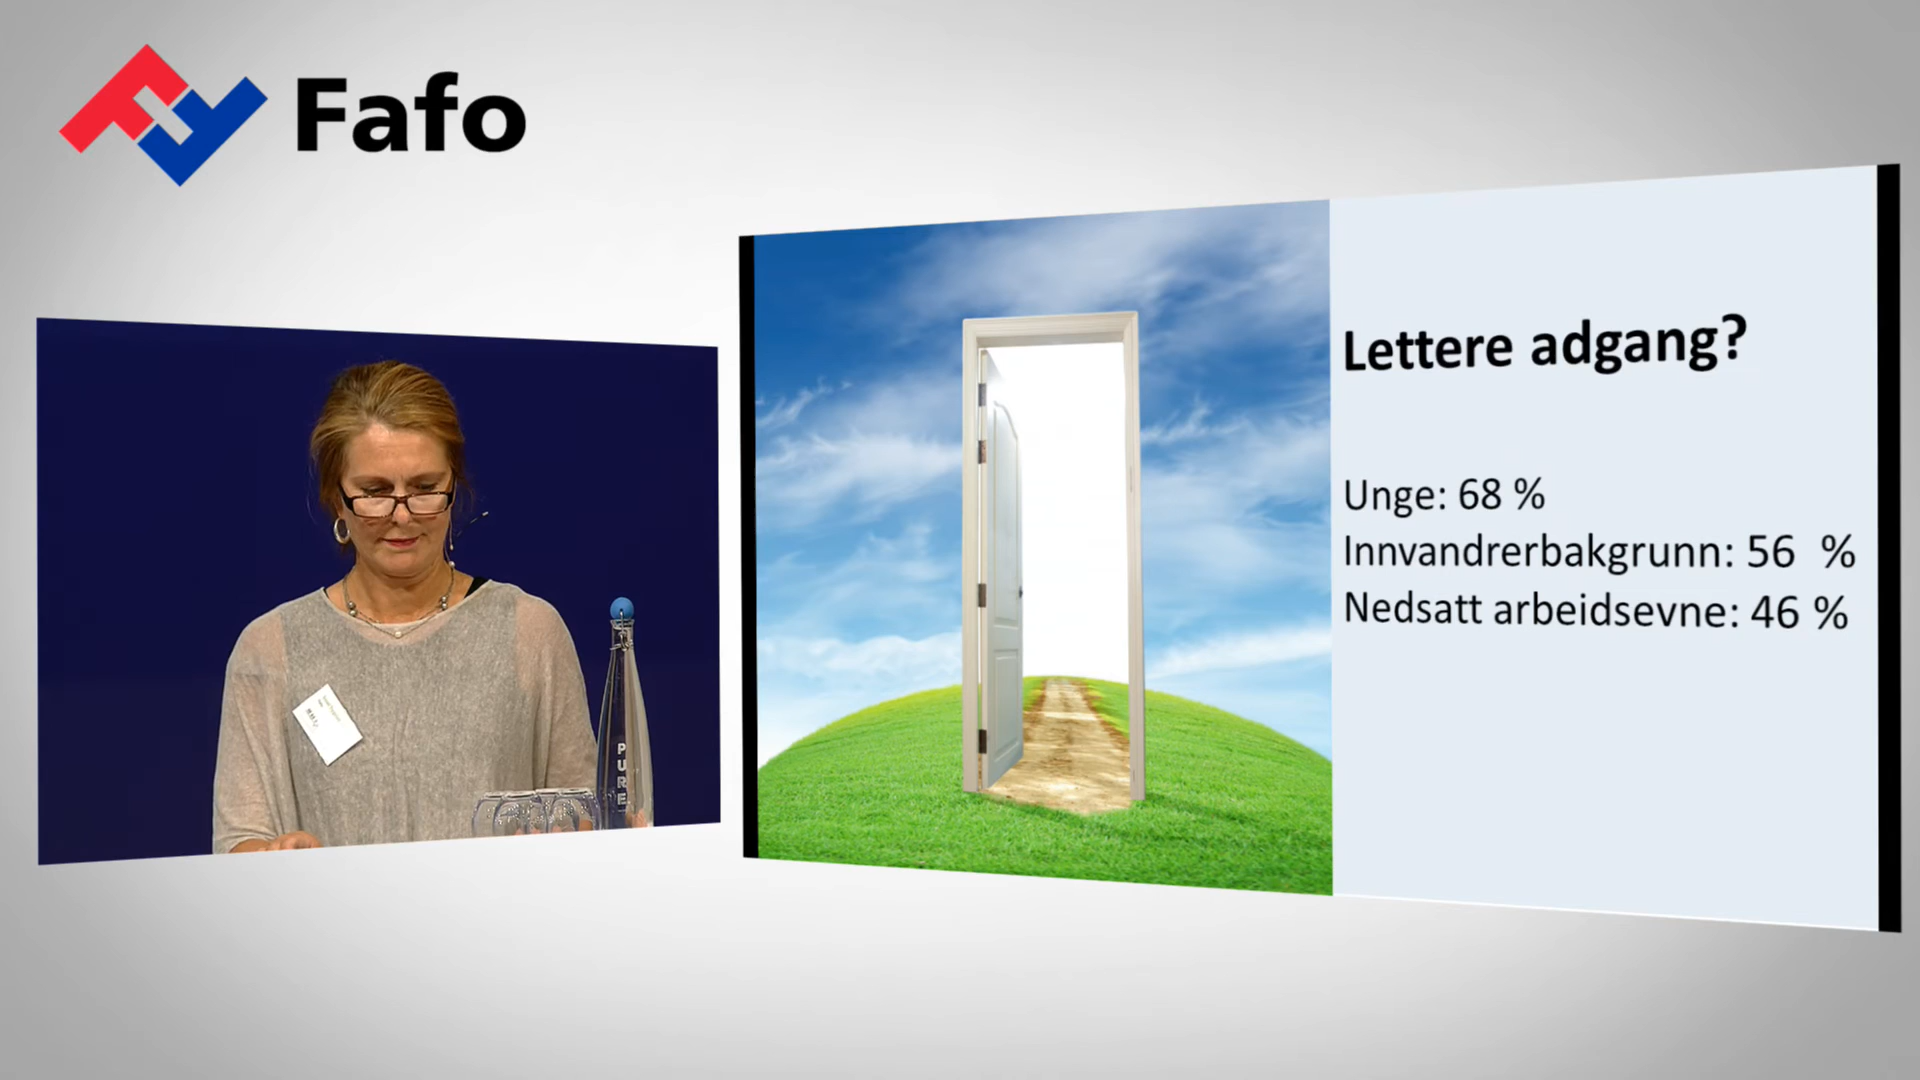 Fafo
Lettere adgang?
Unge: 68 %
Innvandrerbakgrunn: 56 %
Nedsatt arbeidsevne: 46 %
PURE